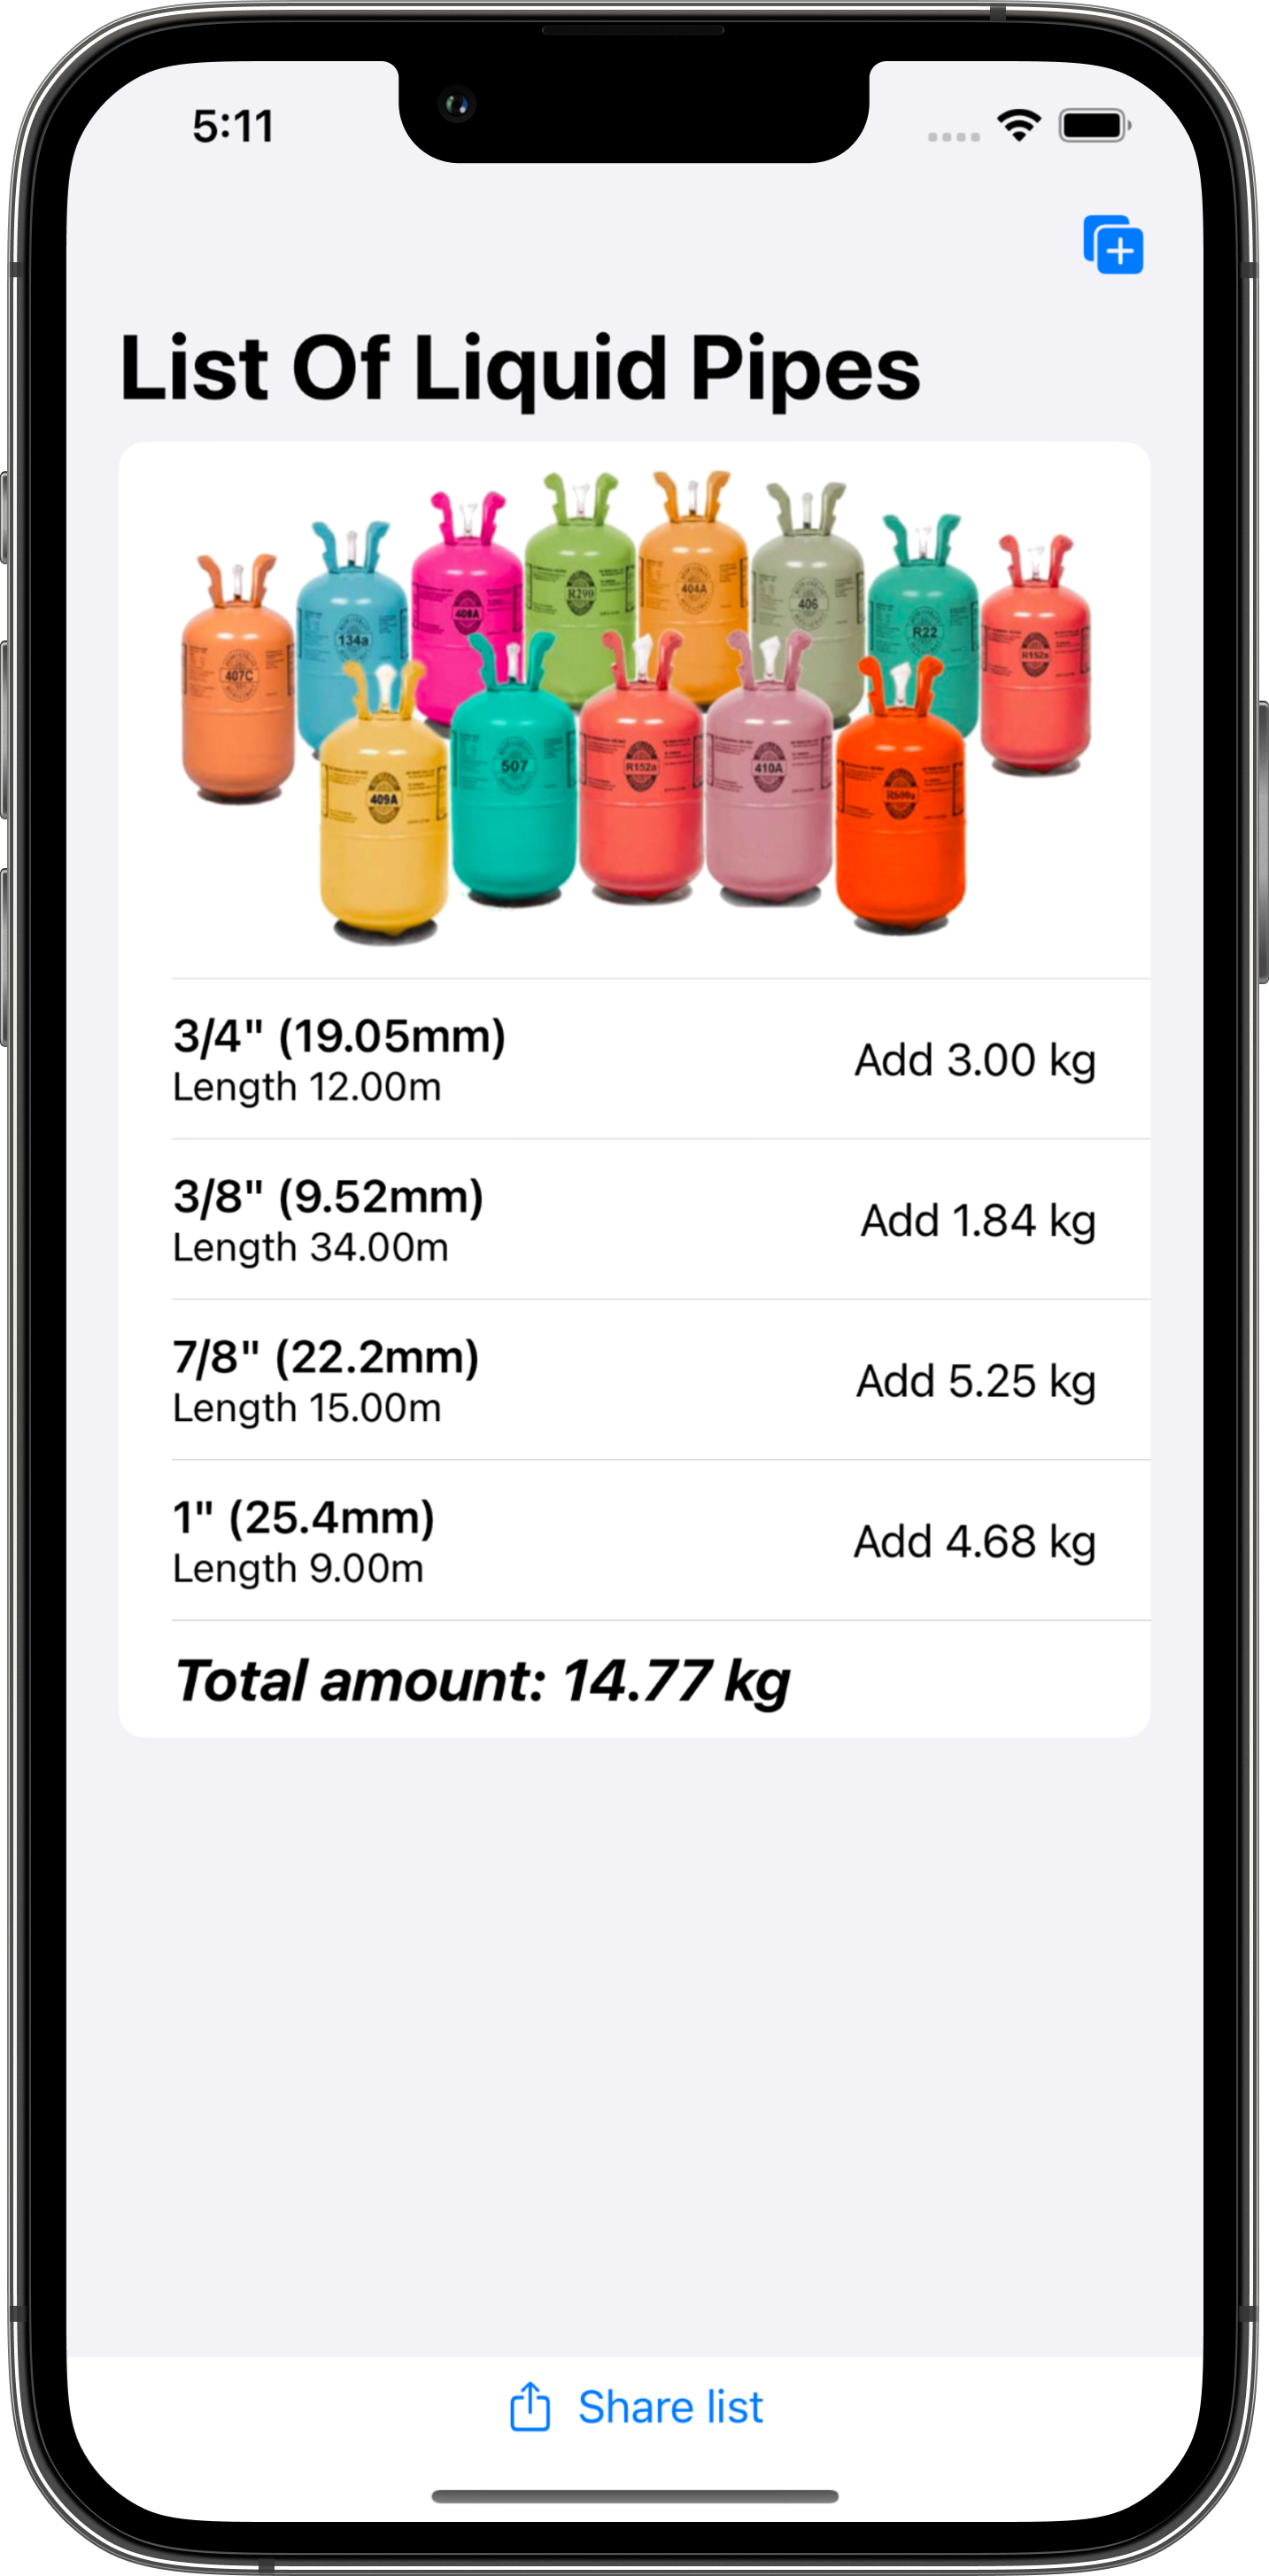 5:11
List Of Liquid Pipes
407C
134a
408A
R290
404A
406
R22
R152a
409A
507
R152a
410A
R600a
3/4" (19.05mm)
Length 12.00m
Add 3.00 kg
3/8" (9.52mm)
Length 34.00m
Add 1.84 kg
7/8" (22.2mm)
Length 15.00m
Add 5.25 kg
1" (25.4mm)
Length 9.00m
Add 4.68 kg
Total amount: 14.77 kg
Share list